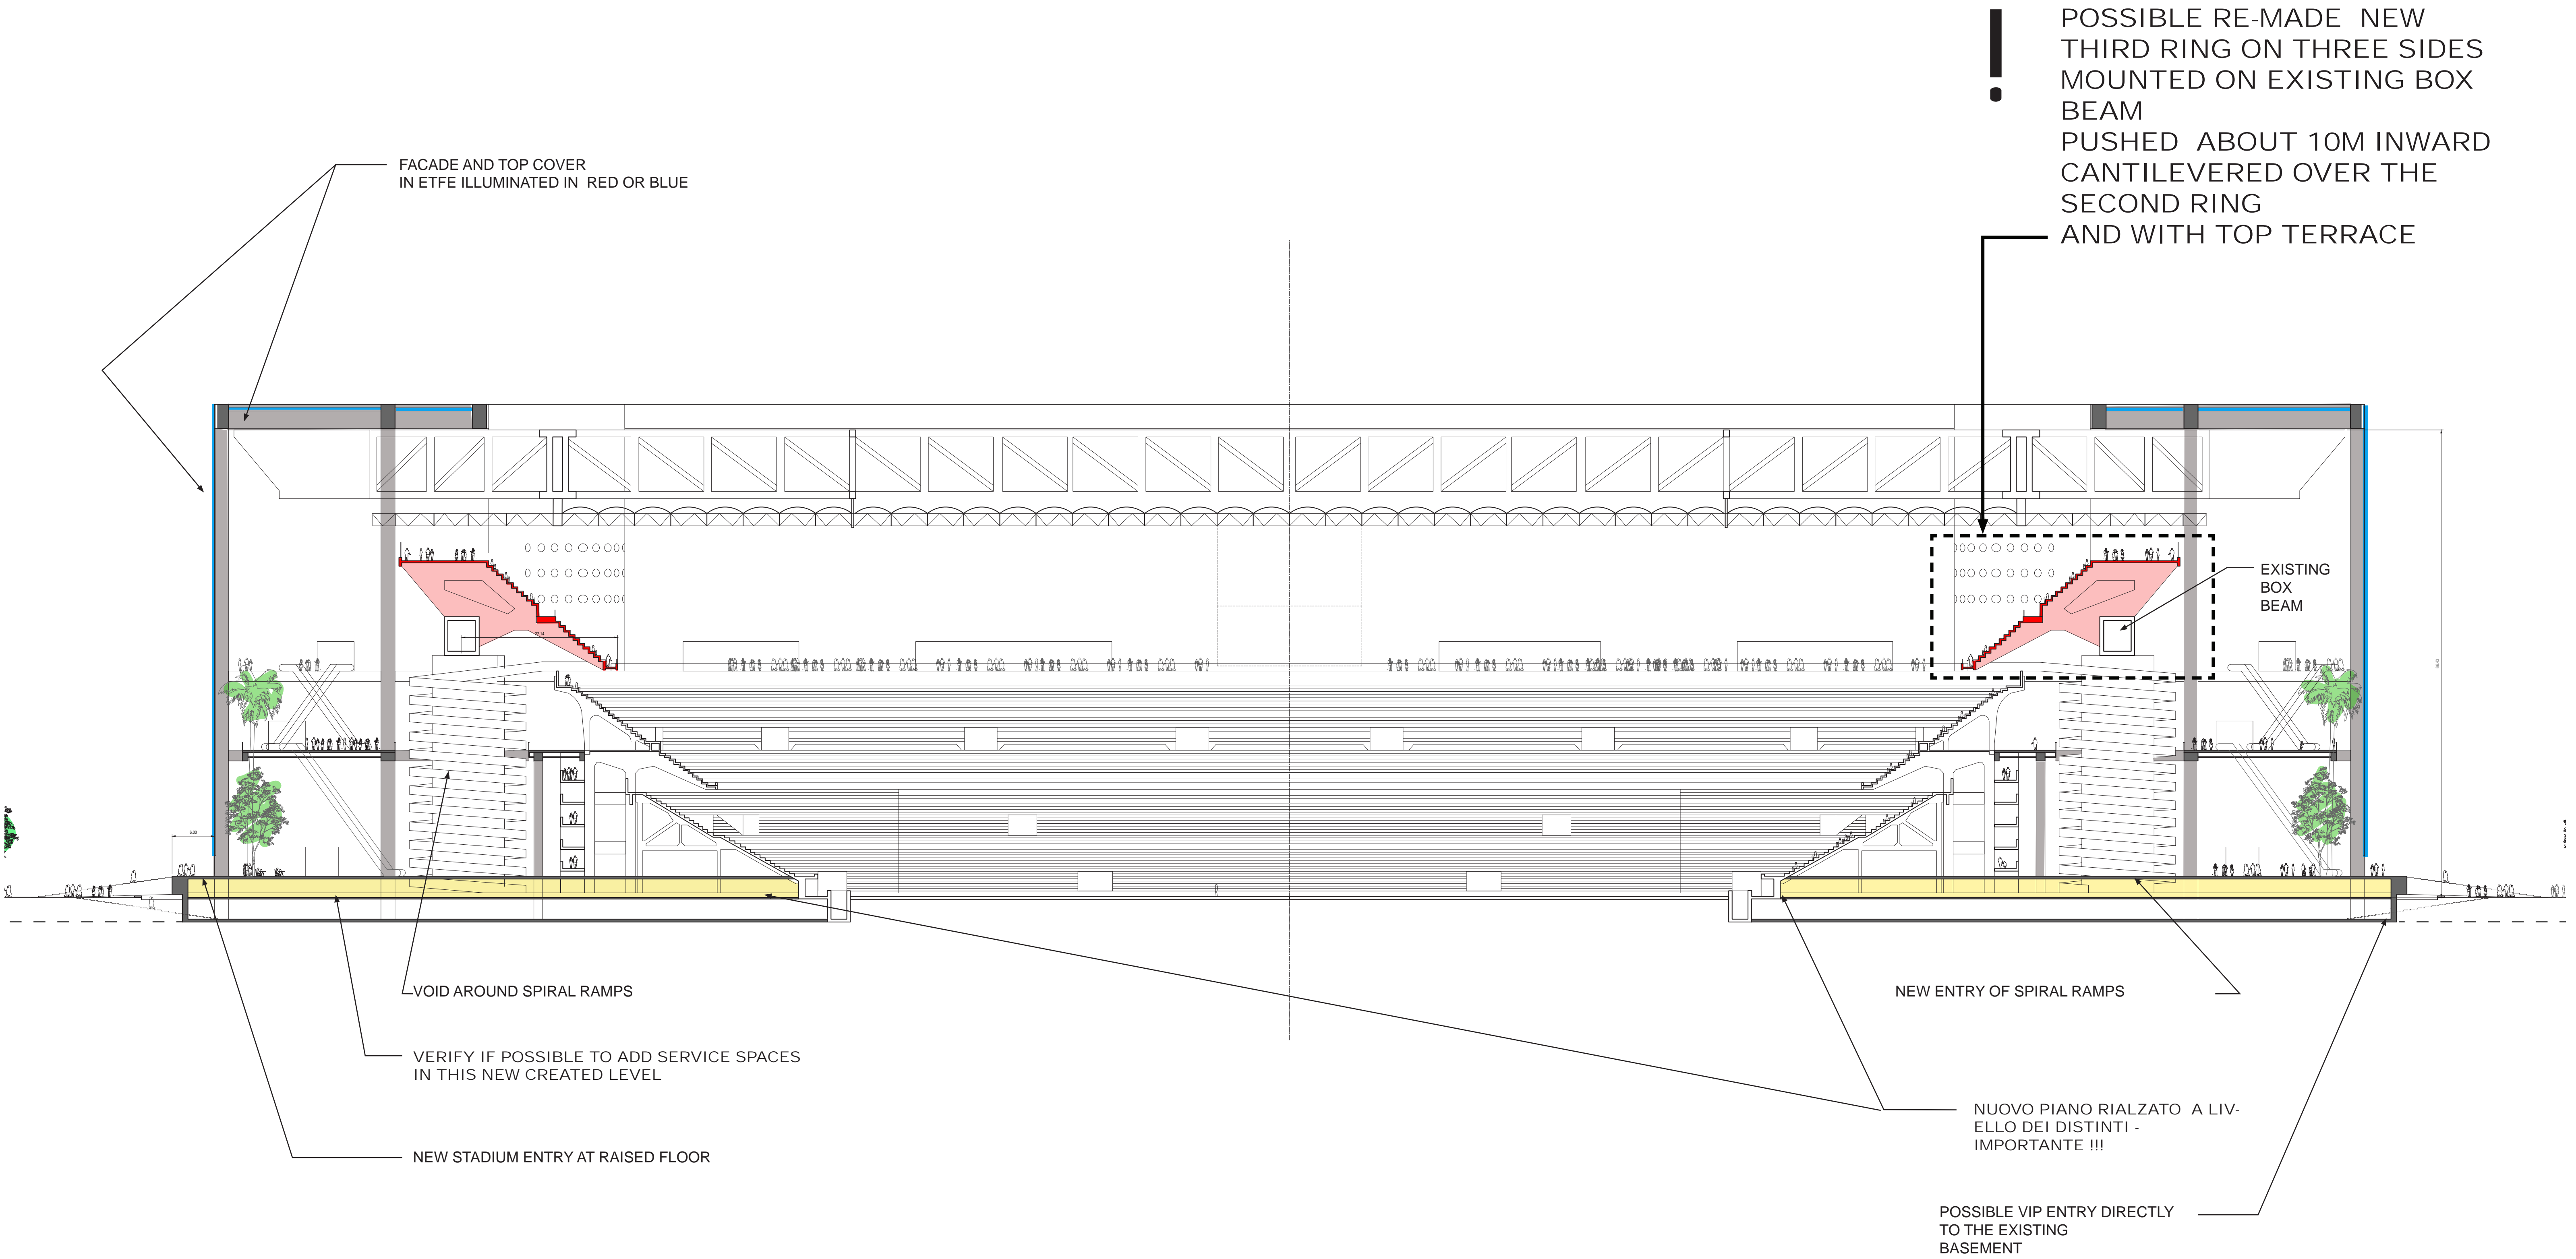 !
POSSIBLE RE-MADE NEW
THIRD RING ON THREE SIDES
MOUNTED ON EXISTING BOX
BEAM
PUSHED ABOUT 10M INWARD
CANTILEVERED OVER THE
SECOND RING
AND WITH TOP TERRACE
FACADE AND TOP COVER
IN ETFE ILLUMINATED IN RED OR BLUE
EXISTING
BOX
BEAM
22.14
8.00
VOID AROUND SPIRAL RAMPS
NEW ENTRY OF SPIRAL RAMPS
VERIFY IF POSSIBLE TO ADD SERVICE SPACES
IN THIS NEW CREATED LEVEL
NUOVO PIANO RIALZATO A LIV-
ELLO DEI DISTINTI -
IMPORTANTE !!!
NEW STADIUM ENTRY AT RAISED FLOOR
POSSIBLE VIP ENTRY DIRECTLY
TO THE EXISTING
BASEMENT